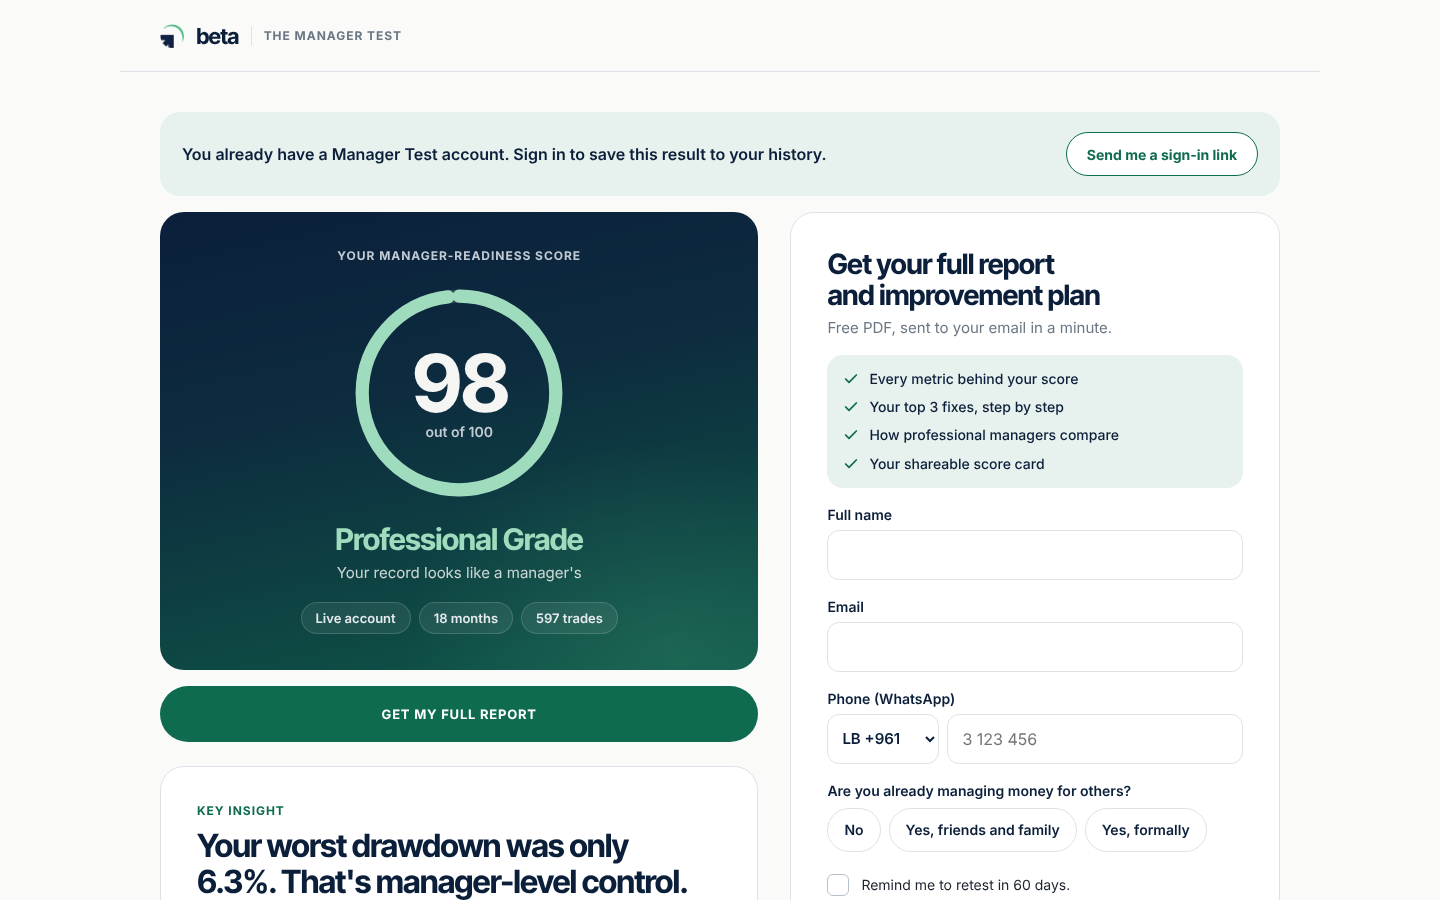 beta
THE MANAGER TEST
You already have a Manager Test account. Sign in to save this result to your history.
Send me a sign-in link
YOUR MANAGER-READINESS SCORE
98
out of 100
Professional Grade
Your record looks like a manager's
Live account
18 months
597 trades
GET MY FULL REPORT
KEY INSIGHT
Your worst drawdown was only
6.3%. That's manager-level control.
Get your full report
and improvement plan
Free PDF, sent to your email in a minute.
Every metric behind your score
Your top 3 fixes, step by step
How professional managers compare
Your shareable score card
Full name
Email
Phone (WhatsApp)
LB +961
3 123 456
Are you already managing money for others?
No
Yes, friends and family
Yes, formally
Remind me to retest in 60 days.